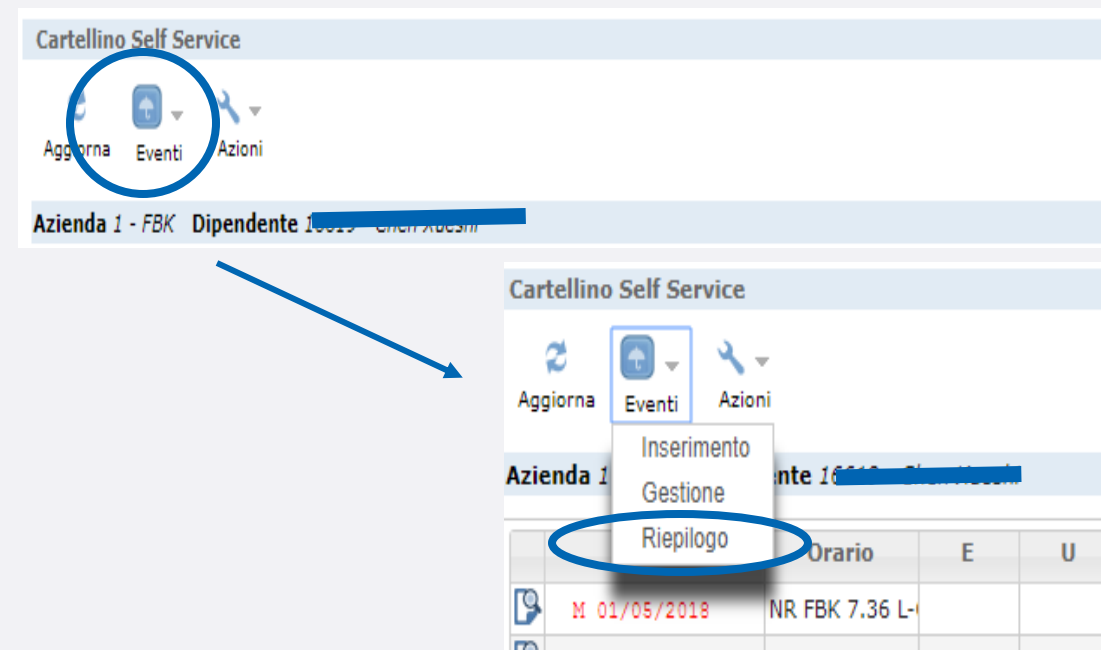 Cartellino Self Service
Aggiorna Eventi Azioni
Azienda 1 - FBK Dipendente
Cartellino Self Service
Aggiorna Eventi Azioni
Inserimento
Azienda 1
Gestione
Riepilogo
Orario E U
M 01/05/2018 NR FBK 7.36 L-